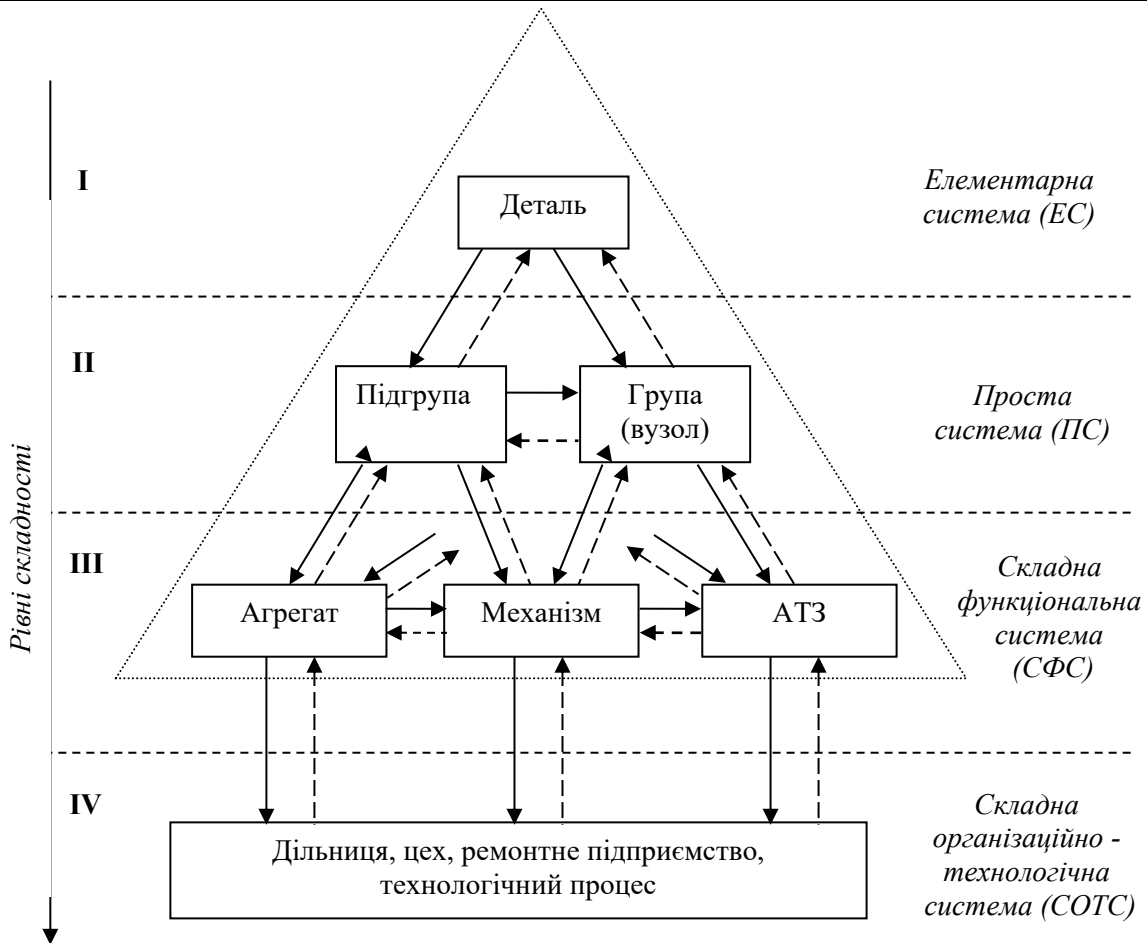 Рівні складності
I
Деталь
Елементарна
система (ЕС)
II
Підгрупа
Група
(вузол)
Проста
система (ПС)
III
Агрегат
Механізм
АТЗ
Складна
функціональна
система
(СФС)
IV
Дільниця, цех, ремонтне підприємство,
технологічний процес
Складна
організаційно -
технологічна
система (СОТС)